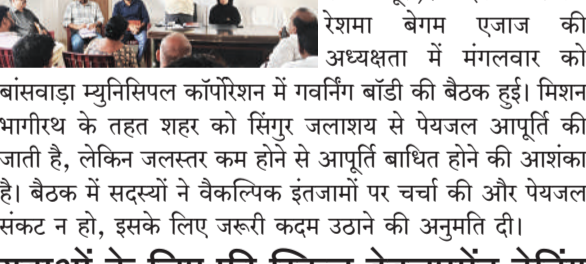 रेशमा बेगम एजाज की
अध्यक्षता में मंगलवार को
बांसवाड़ा म्युनिसिपल कॉर्पोरेशन में गवर्निंग बॉडी की बैठक हुई। मिशन
भागीरथ के तहत शहर को सिंगुर जलाशय से पेयजल आपूर्ति की
जाती है, लेकिन जलस्तर कम होने से आपूर्ति बाधित होने की आशंका
है। बैठक में सदस्यों ने वैकल्पिक इंतजामों पर चर्चा की और पेयजल
संकट न हो, इसके लिए जरूरी कदम उठाने की अनुमति दी।